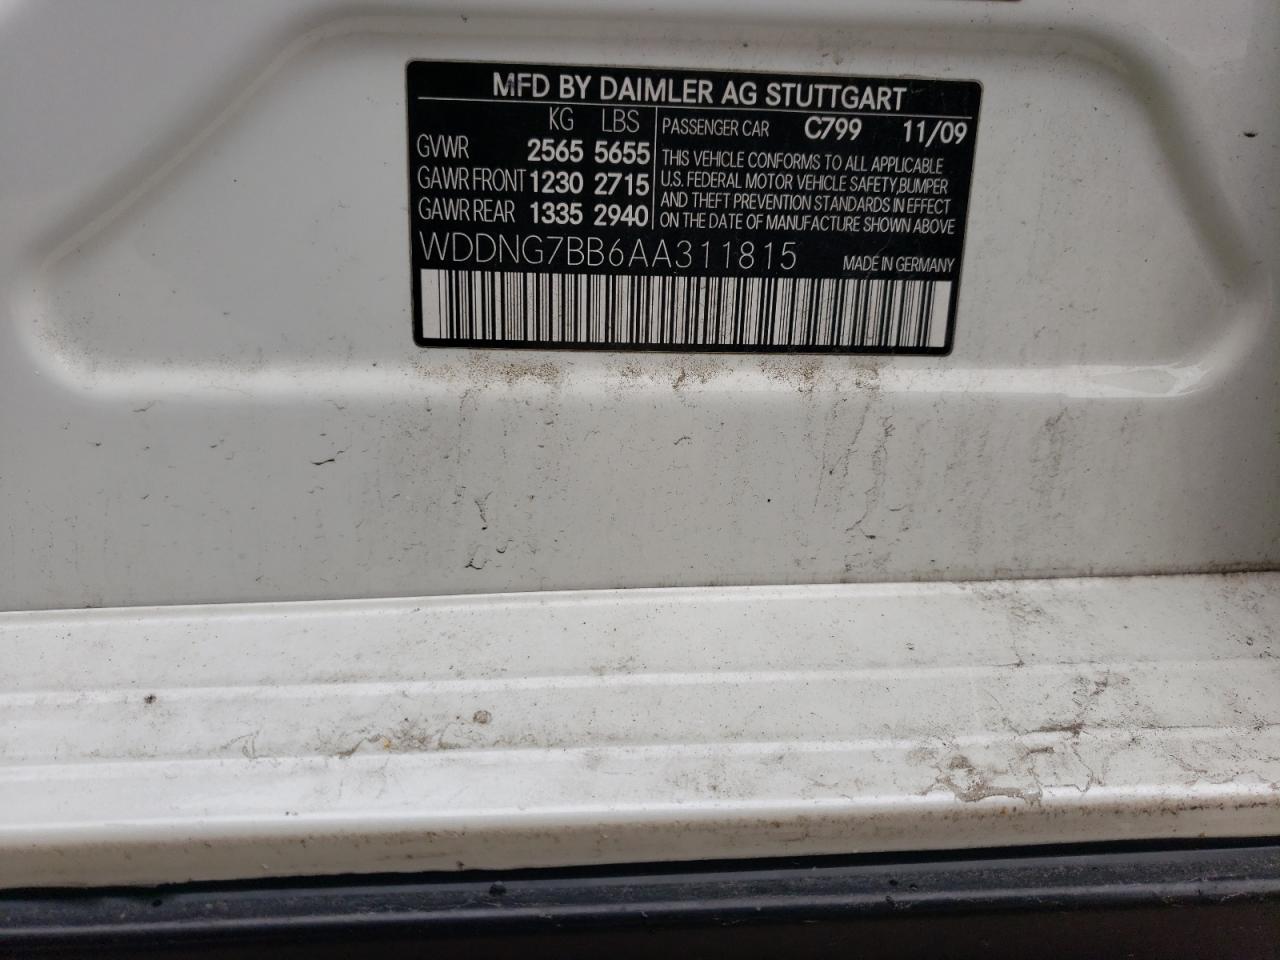 MFD BY DAIMLER AG STUTTGART
KG LBS
GVWR 2565 5655
GAWR FRONT 1230 2715
GAWR REAR 1335 2940
PASSENGER CAR C799 11/09
THIS VEHICLE CONFORMS TO ALL APPLICABLE
U.S. FEDERAL MOTOR VEHICLE SAFETY, BUMPER
AND THEFT PREVENTION STANDARDS IN EFFECT
ON THE DATE OF MANUFACTURE SHOWN ABOVE
WDDNG7BB6AA311815 MADE IN GERMANY